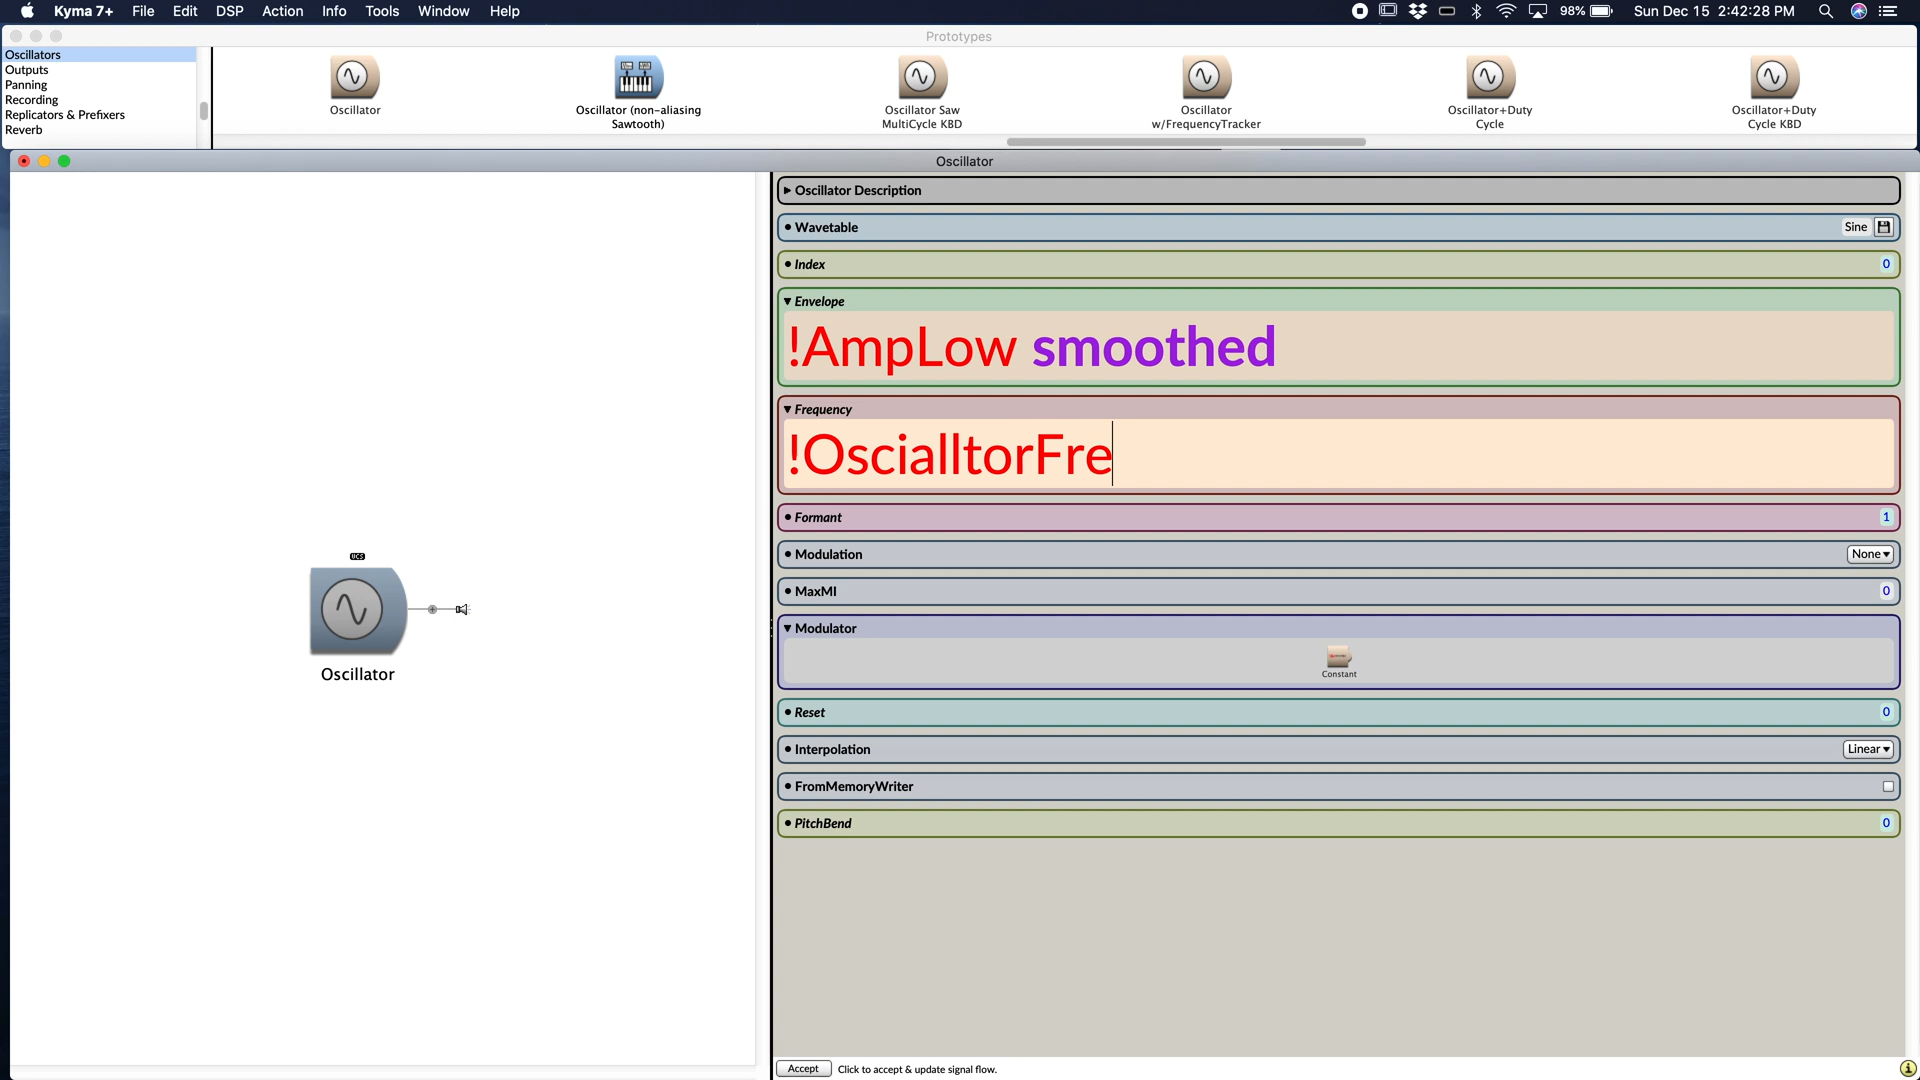 Kyma 7+ File Edit DSP Action Info Tools Window Help 98% Sun Dec 15 2:42:28 PM
Prototypes
Oscillators
Outputs
Panning
Recording
Replicators & Prefixers
Reverb
Oscillator
Oscillator (non-aliasing
Sawtooth)
Oscillator Saw
MultiCycle KBD
Oscillator
w/FrequencyTracker
Oscillator+Duty
Cycle
Oscillator+Duty
Cycle KBD
Oscillator
Oscillator
Oscillator Description
Wavetable Sine
Index 0
Envelope
!AmpLow smoothed
Frequency
!OscialltorFre
Formant 1
Modulation None
MaxMI 0
Modulator
Constant
Reset 0
Interpolation Linear
FromMemoryWriter
PitchBend 0
Accept Click to accept & update signal flow.